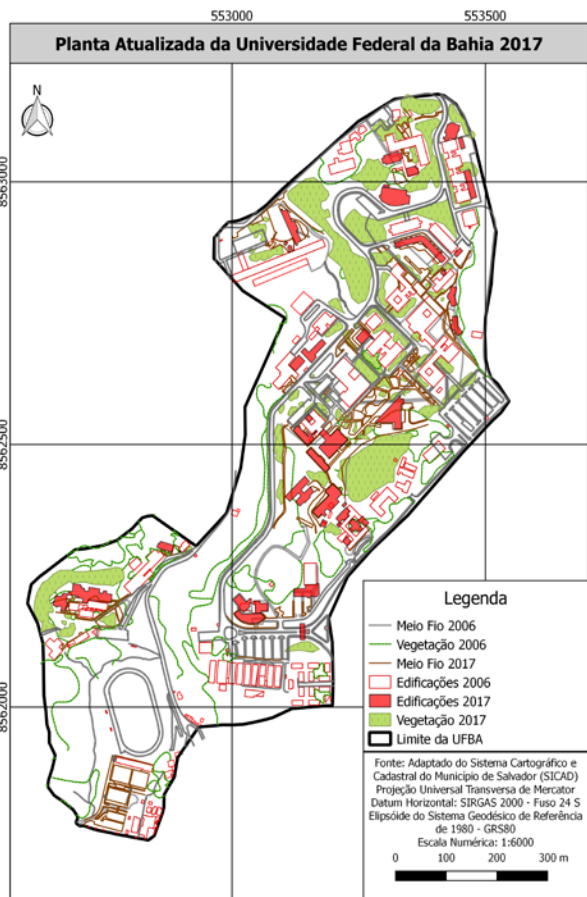 553000 553500
Planta Atualizada da Universidade Federal da Bahia 2017
N
8563000
8562500
8562000
Legenda
Meio Fio 2006
Vegetação 2006
Meio Fio 2017
Edificações 2006
Edificações 2017
Vegetação 2017
Limite da UFBA
Fonte: Adaptado do Sistema Cartográfico e
Cadastral do Município de Salvador (SICAD)
Projeção Universal Transversa de Mercator
Datum Horizontal: SIRGAS 2000 - Fuso 24 S
Elipsóide do Sistema Geodésico de Referência
de 1980 - GRS80
Escala Numérica: 1:6000
0 100 200 300 m